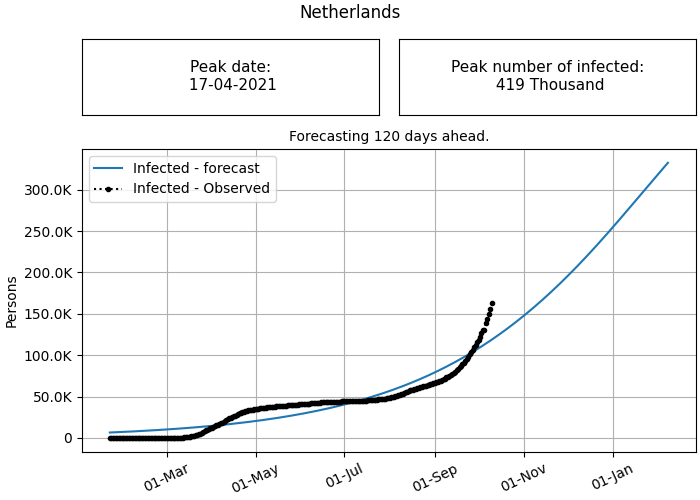 Netherlands
Peak date:
17-04-2021
Peak number of infected:
419 Thousand
Forecasting 120 days ahead.
Infected - forecast
Infected - Observed
Persons
300.0K
250.0K
200.0K
150.0K
100.0K
50.0K
0
01-Mar
01-May
01-Jul
01-Sep
01-Nov
01-Jan